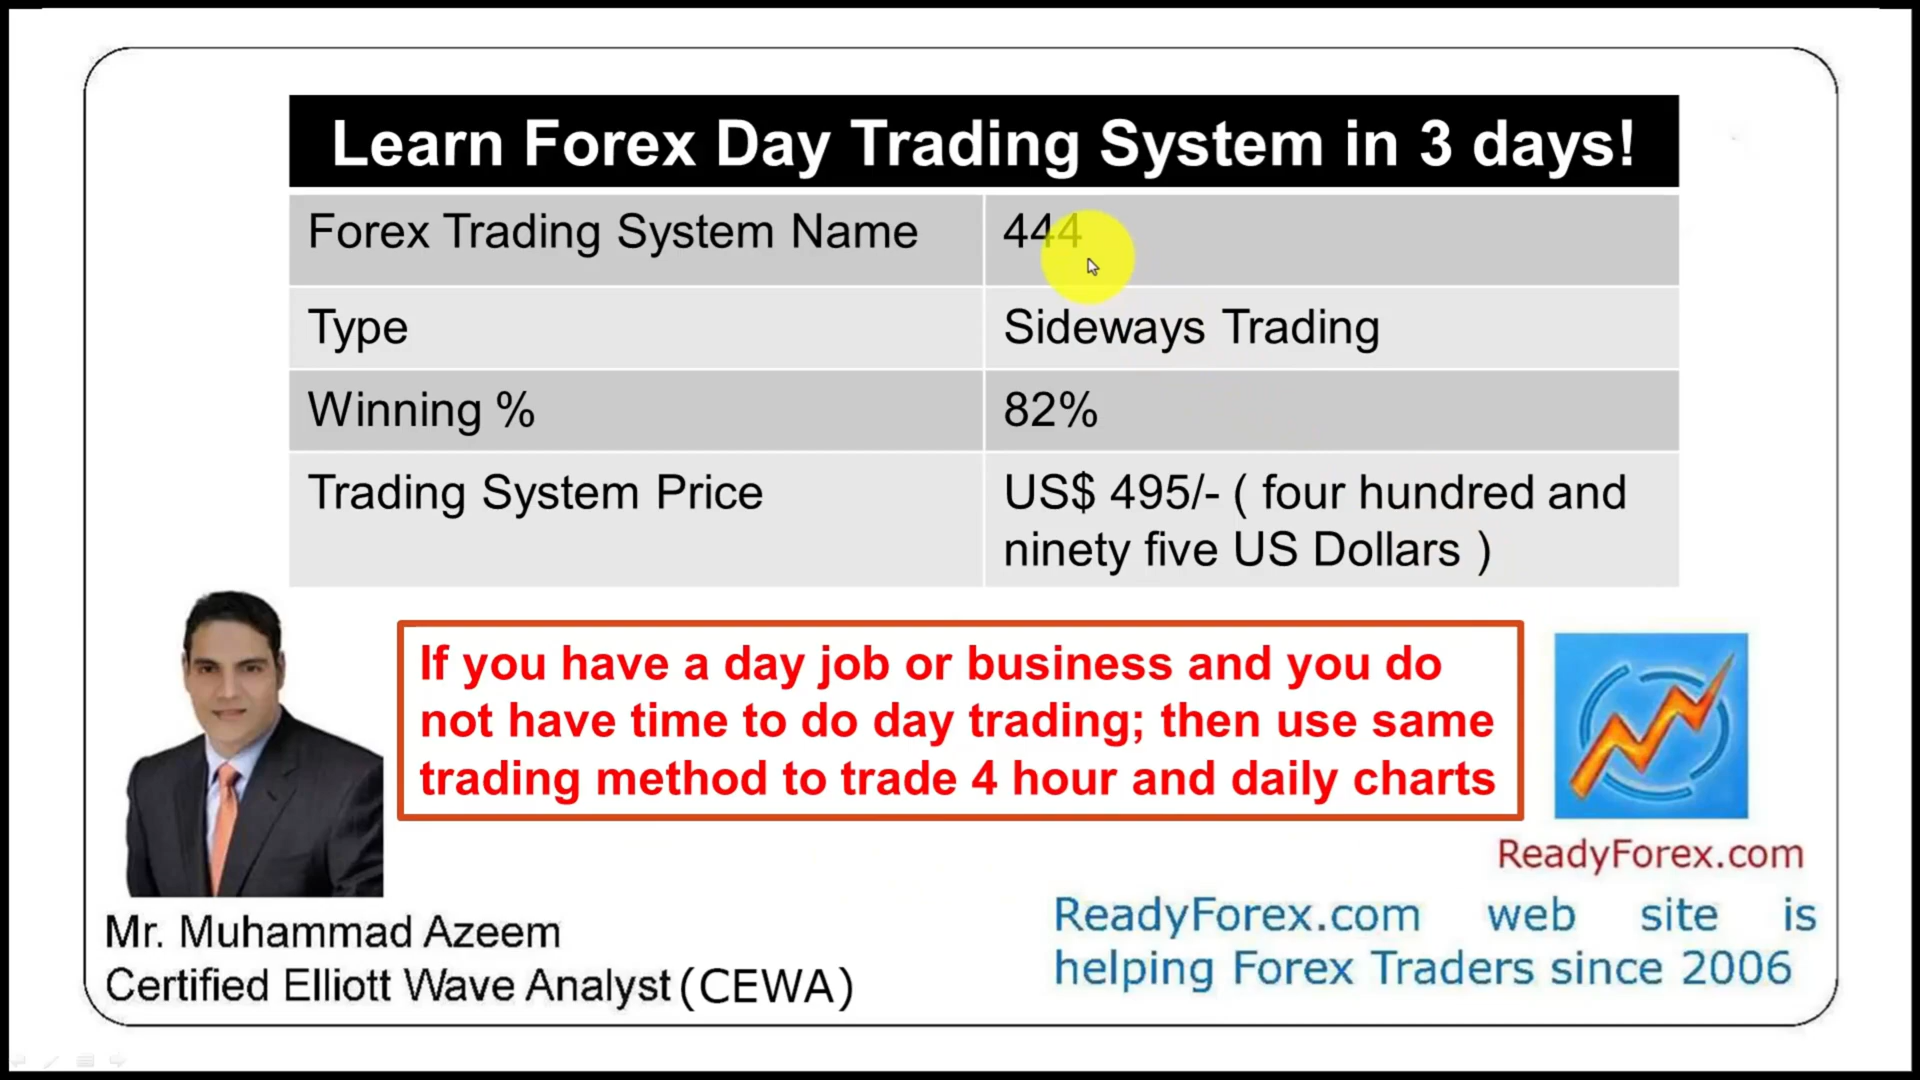 Learn Forex Day Trading System in 3 days!
Forex Trading System Name 444
Type Sideways Trading
Winning % 82%
Trading System Price US$ 495/- ( four hundred and
ninety five US Dollars )
If you have a day job or business and you do
not have time to do day trading; then use same
trading method to trade 4 hour and daily charts
ReadyForex.com
Mr. Muhammad Azeem
Certified Elliott Wave Analyst (CEWA)
ReadyForex.com web site is
helping Forex Traders since 2006